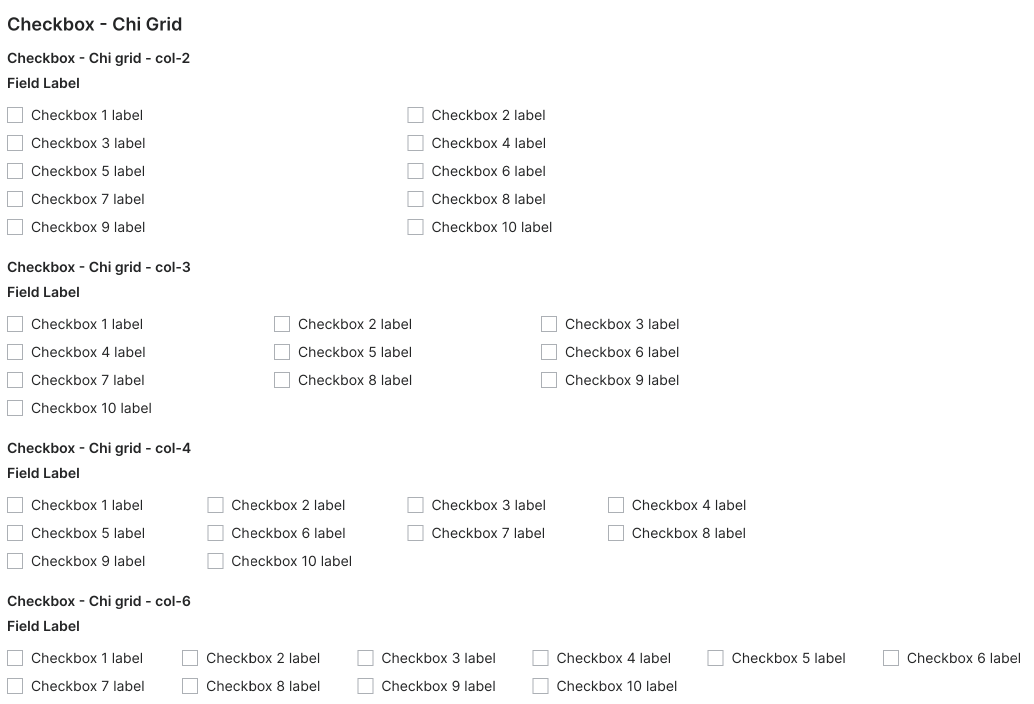 Checkbox - Chi Grid
Checkbox - Chi grid - col-2
Field Label
Checkbox 1 label Checkbox 2 label
Checkbox 3 label Checkbox 4 label
Checkbox 5 label Checkbox 6 label
Checkbox 7 label Checkbox 8 label
Checkbox 9 label Checkbox 10 label
Checkbox - Chi grid - col-3
Field Label
Checkbox 1 label Checkbox 2 label Checkbox 3 label
Checkbox 4 label Checkbox 5 label Checkbox 6 label
Checkbox 7 label Checkbox 8 label Checkbox 9 label
Checkbox 10 label
Checkbox - Chi grid - col-4
Field Label
Checkbox 1 label Checkbox 2 label Checkbox 3 label Checkbox 4 label
Checkbox 5 label Checkbox 6 label Checkbox 7 label Checkbox 8 label
Checkbox 9 label Checkbox 10 label
Checkbox - Chi grid - col-6
Field Label
Checkbox 1 label Checkbox 2 label Checkbox 3 label Checkbox 4 label Checkbox 5 label Checkbox 6 label
Checkbox 7 label Checkbox 8 label Checkbox 9 label Checkbox 10 label